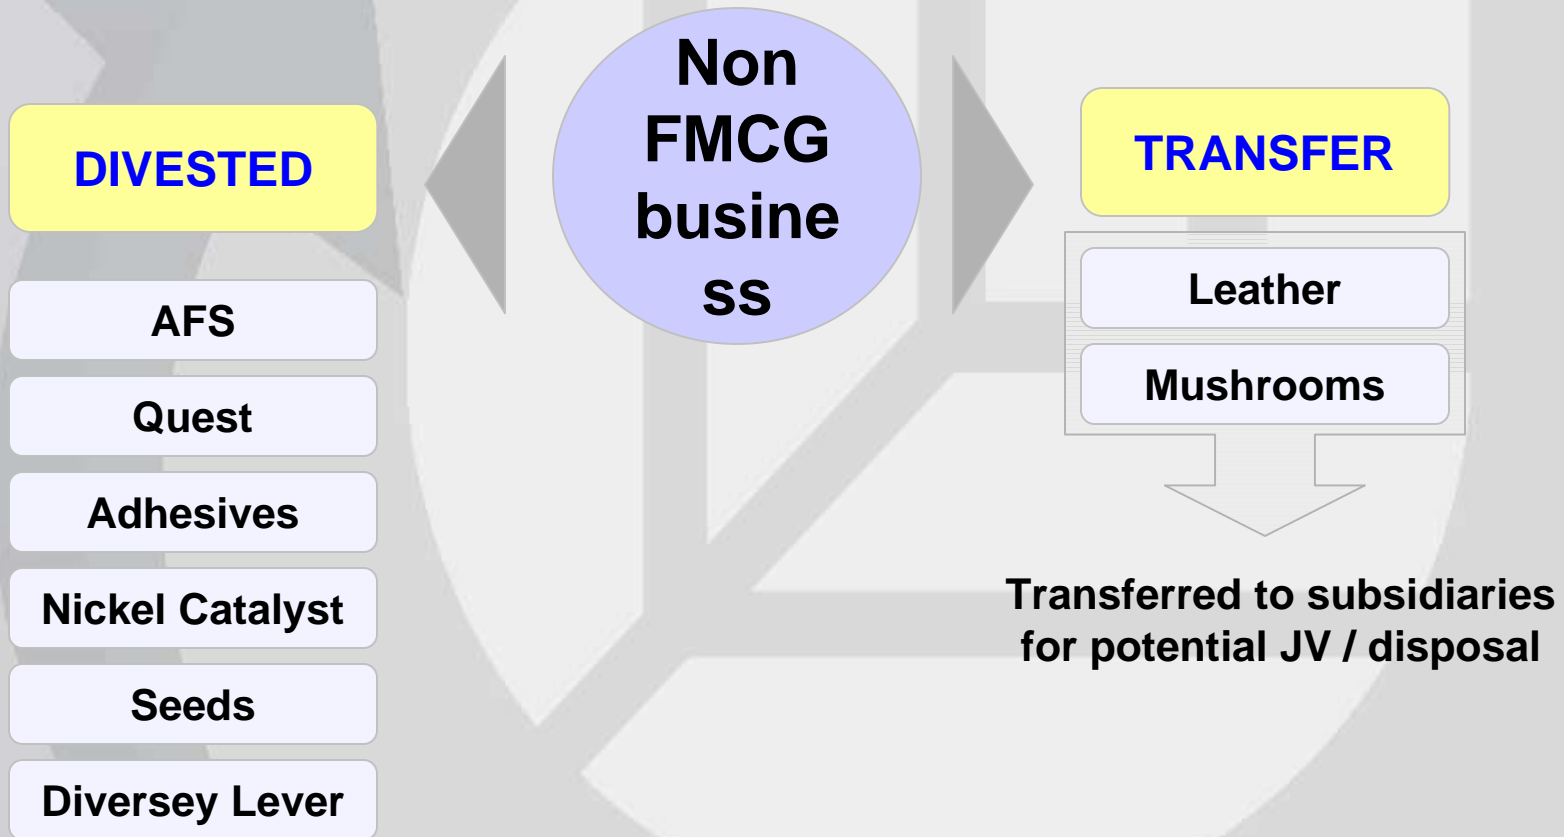 Non
FMCG
busine
ss
DIVESTED
AFS
Quest
Adhesives
Nickel Catalyst
Seeds
Diversey Lever
TRANSFER
Leather
Mushrooms
Transferred to subsidiaries
for potential JV / disposal